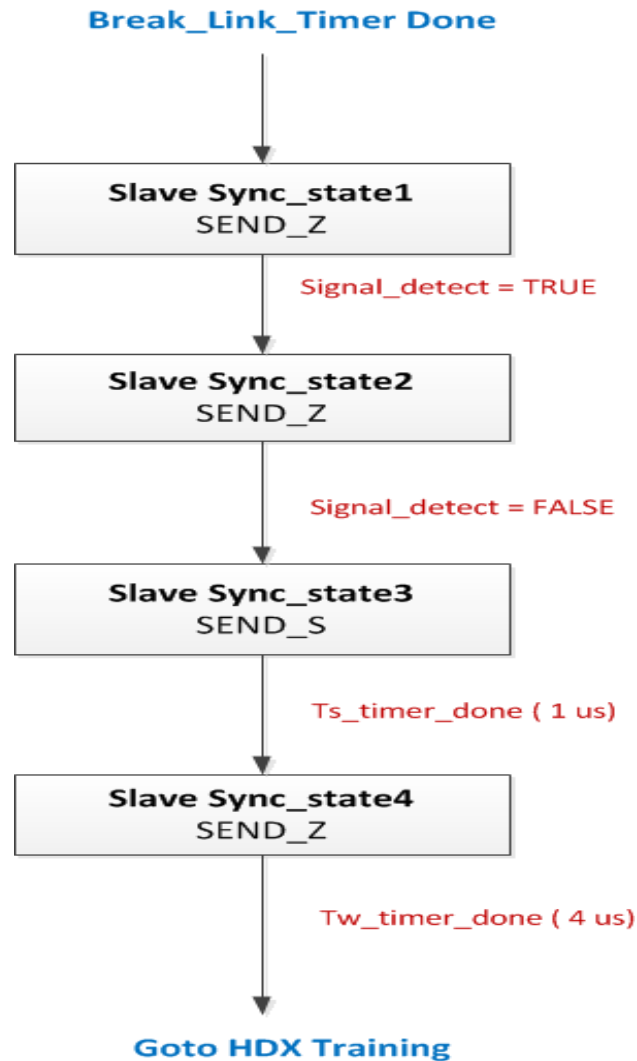 Break_Link_Timer Done
Slave Sync_state1
SEND_Z
Signal_detect = TRUE
Slave Sync_state2
SEND_Z
Signal_detect = FALSE
Slave Sync_state3
SEND_S
Ts_timer_done ( 1 us)
Slave Sync_state4
SEND_Z
Tw_timer_done ( 4 us)
Goto HDX Training